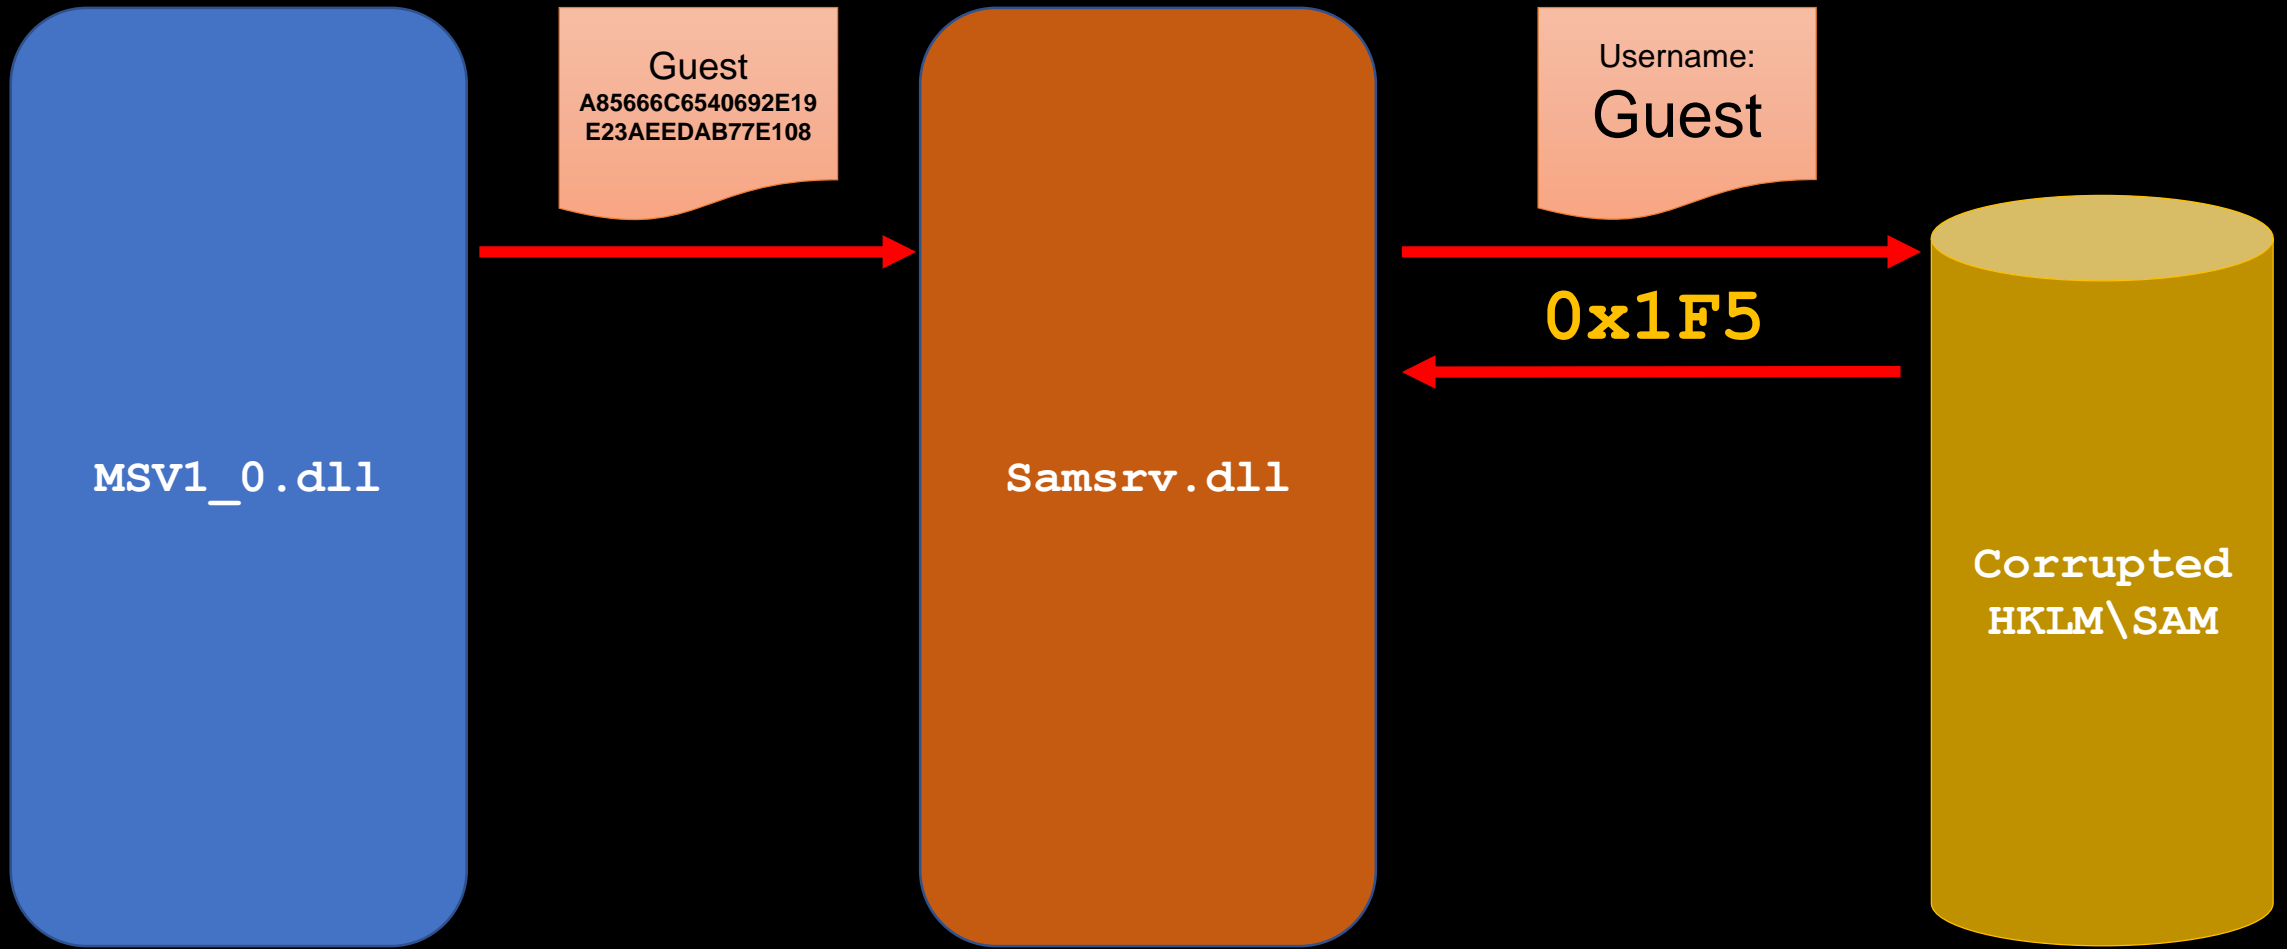 Guest
A85666C6540692E19
E23AEEDAB77E108
Username:
Guest
0x1F5
MSV1_0.dll
Samsrv.dll
Corrupted
HKLM\SAM